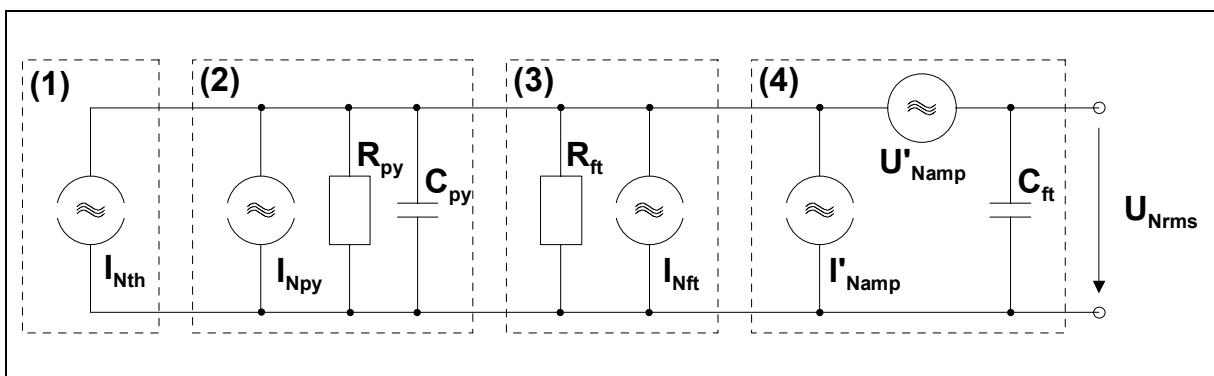 (1)
(2)
(3)
(4)
R_py
C_py
R_ft
U'_Namp
C_ft
U_Nrms
I_Nth
I_Npy
I_Nft
I'_Namp